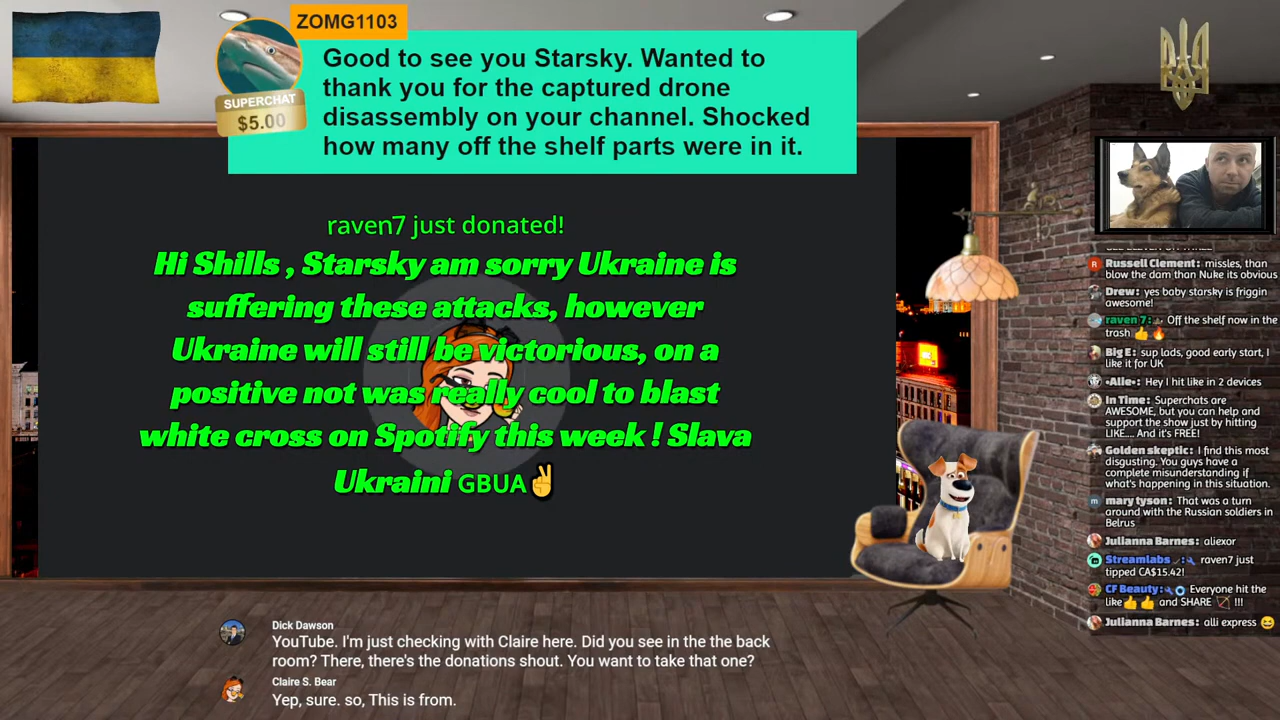 ZOMG1103
Good to see you Starsky. Wanted to
thank you for the captured drone
disassembly on your channel. Shocked
how many off the shelf parts were in it.
SUPERCHAT
$5.00
raven7 just donated!
Hi Shills , Starsky am sorry Ukraine is
suffering these attacks, however
Ukraine will still be victorious, on a
positive not was really cool to blast
white cross on Spotify this week ! Slava
Ukraini GBUA✌
Russell Clement: missles, than
blow the dam than Nuke its obvious
Drew: yes baby starsky is friggin
awesome!
raven 7: Off the shelf now in the
trash 👍🔥
Big E: sup lads, good early start, I
like it for UK
•Alle•: Hey I hit like in 2 devices
In Time: Superchats are
AWESOME, but you can help and
support the show just by hitting
LIKE.... And it's FREE!
Golden skeptic: I find this most
disgusting. You guys have a
complete misunderstanding if
what's happening in this situation.
mary tyson: That was a turn
around with the Russian soldiers in
Belrus
Julianna Barnes: aliexor
Streamlabs: raven7 just
tipped CA$15.42!
CF Beauty: Everyone hit the
like👍👍 and SHARE 🏹 !!!
Julianna Barnes: alli express 😄
Dick Dawson
YouTube. I'm just checking with Claire here. Did you see in the the back
room? There, there's the donations shout. You want to take that one?
Claire S. Bear
Yep, sure. so, This is from.